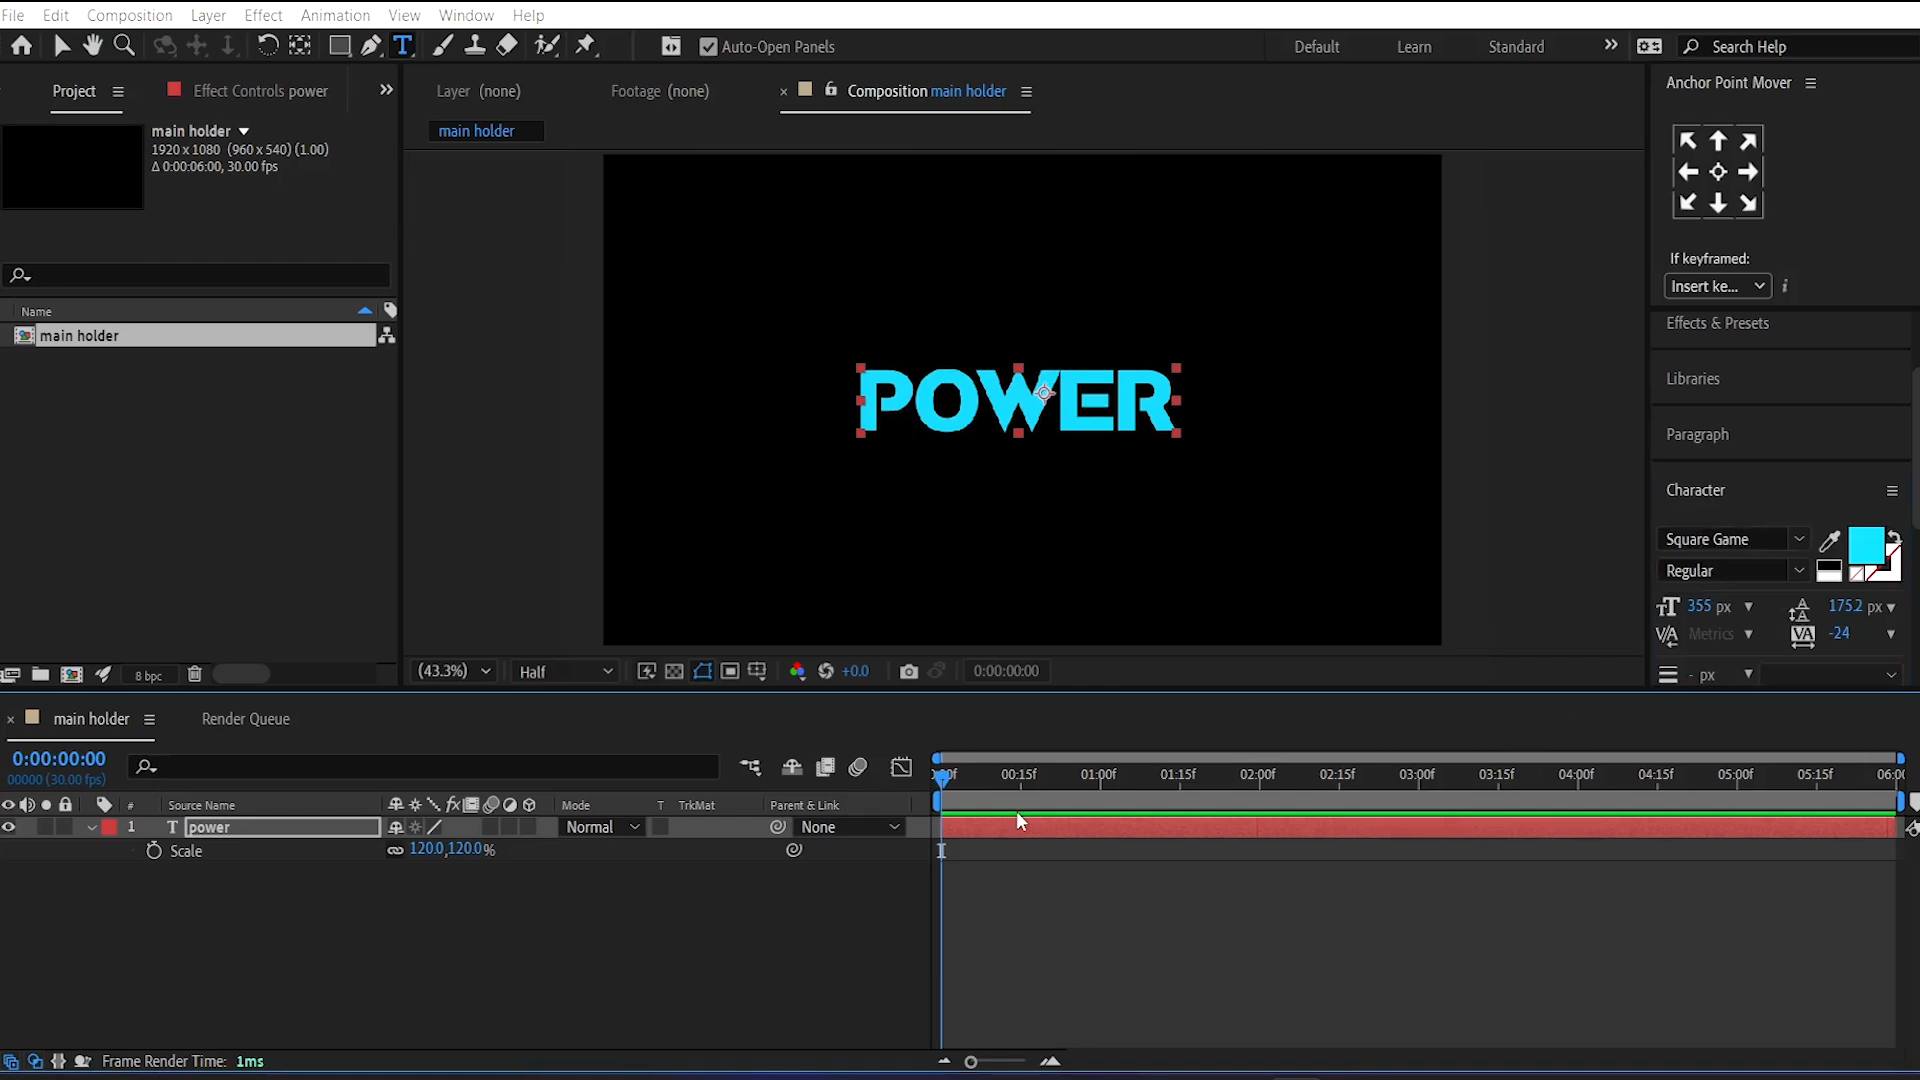 File Edit Composition Layer Effect Animation View Window Help
T Auto-Open Panels Default Learn Standard Search Help
Project Effect Controls power Layer (none) Footage (none) Composition main holder Anchor Point Mover
main holder
1920 x 1080 (960 x 540) (1.00)
Δ 0:00:06:00, 30.00 fps
main holder
If keyframed:
Insert ke... i
Name
main holder
Effects & Presets
Libraries
Paragraph
POWER
Character
Square Game
Regular
355 px 175.2 px
Metrics -24
- px
8 bpc (43.3%) Half +0.0 0:00:00:00
main holder Render Queue
0:00:00:00
00000 (30.00 fps)
00:15f 01:00f 01:15f 02:00f 02:15f 03:00f 03:15f 04:00f 04:15f 05:00f 05:15f 06:0
# Source Name fx Mode T TrkMat Parent & Link
1 T power Normal None
Scale 120.0,120.0%
Frame Render Time: 1ms